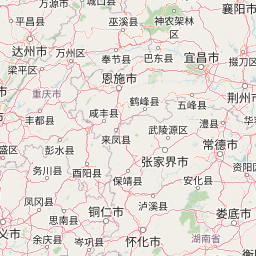 平昌县
巫溪县
神农架林区
襄阳市
达州市
万州区
奉节县
巴东县
宜昌市
掇刀区
梁平区
恩施市
重庆市
鹤峰县
五峰县
荆州市
丰都县
咸丰县
武陵源区
澧县
来凤县
彭水县
常德市
张家界市
务川县
酉阳县
保靖县
安化县
凤冈县
铜仁市
泸溪县
思南县
娄底市
余庆县
岑巩县
怀化市
湖南省